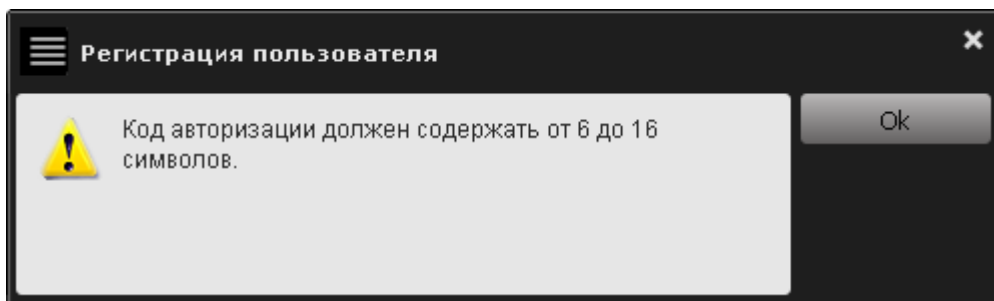 Регистрация пользователя
Код авторизации должен содержать от 6 до 16
символов.
Ok